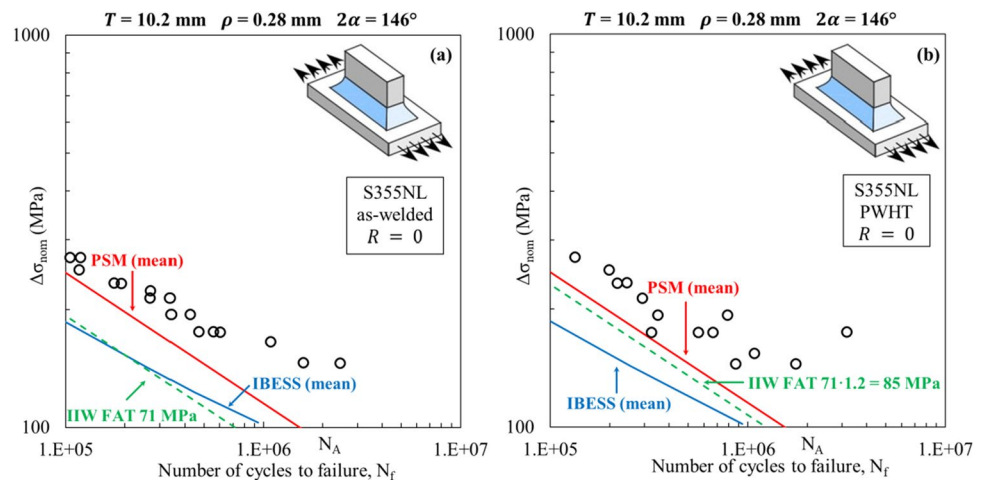 T = 10.2 mm ρ = 0.28 mm 2α = 146°
1000
(a)
S355NL
as-welded
R = 0
Δσnom (MPa)
PSM (mean)
IBESS (mean)
IIW FAT 71 MPa
100
1.E+05
1.E+06
NA
1.E+07
Number of cycles to failure, Nf
T = 10.2 mm ρ = 0.28 mm 2α = 146°
1000
(b)
S355NL
PWHT
R = 0
Δσnom (MPa)
PSM (mean)
IIW FAT 71·1.2 = 85 MPa
IBESS (mean)
100
1.E+05
1.E+06
NA
1.E+07
Number of cycles to failure, Nf